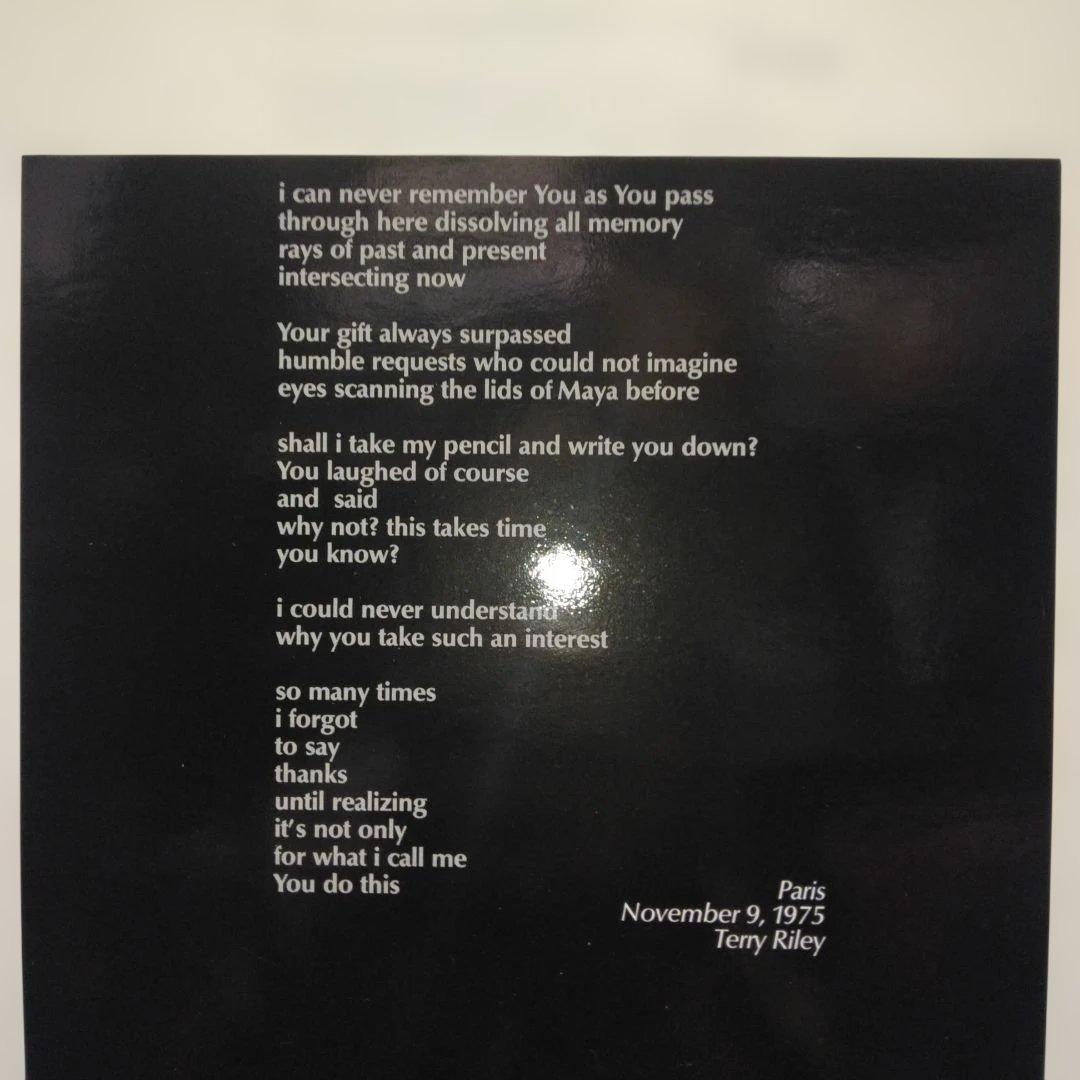 i can never remember You as You pass
through here dissolving all memory
rays of past and present
intersecting now
Your gift always surpassed
humble requests who could not imagine
eyes scanning the lids of Maya before
shall i take my pencil and write you down?
You laughed of course
and said
why not? this takes time
you know?
i could never understand
why you take such an interest
so many times
i forgot
to say
thanks
until realizing
it's not only
for what i call me
You do this
Paris
November 9, 1975
Terry Riley